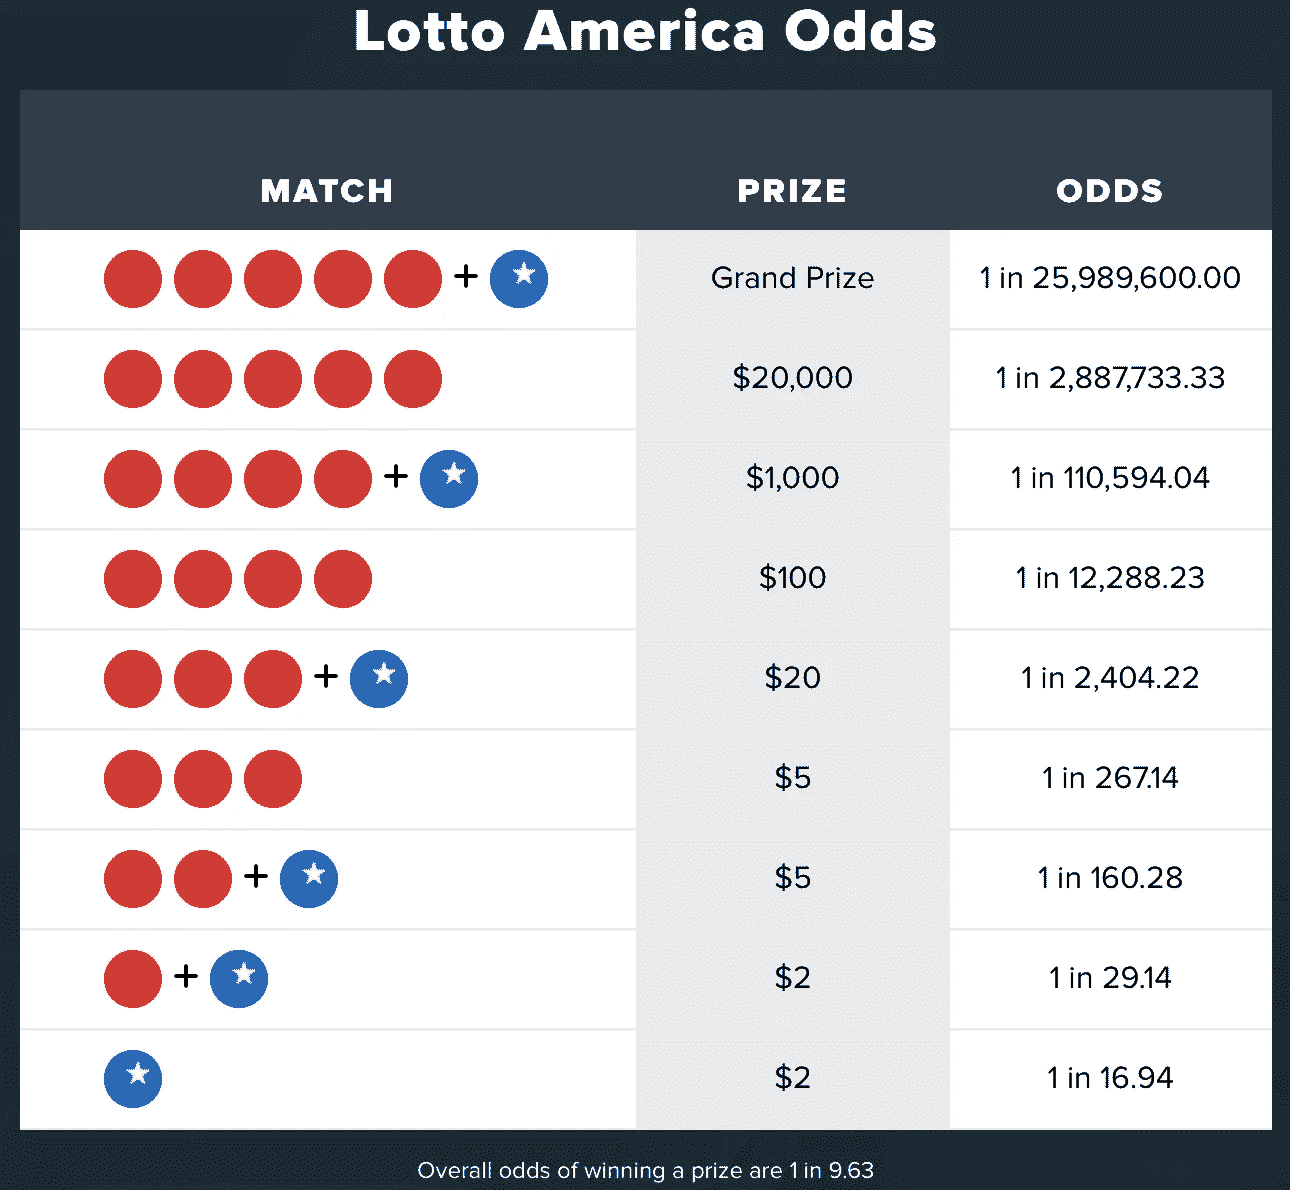 Lotto America Odds
MATCH PRIZE ODDS
+ Grand Prize 1 in 25,989,600.00
$20,000 1 in 2,887,733.33
+ $1,000 1 in 110,594.04
$100 1 in 12,288.23
+ $20 1 in 2,404.22
$5 1 in 267.14
+ $5 1 in 160.28
+ $2 1 in 29.14
$2 1 in 16.94
Overall odds of winning a prize are 1 in 9.63